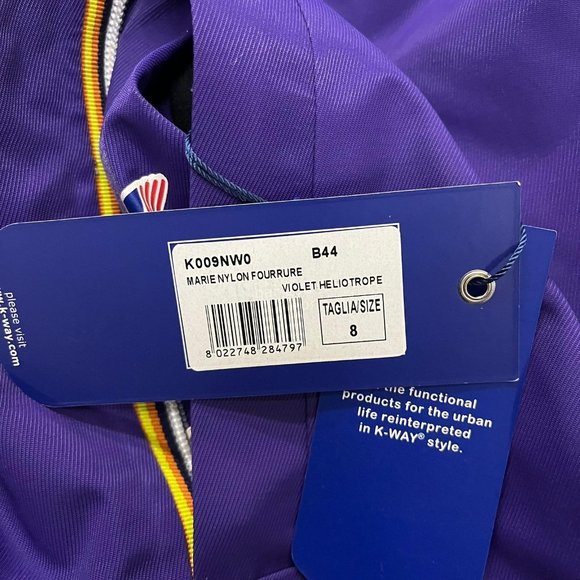 K009NW0 B44
MARIE NYLON FOURRURE
VIOLET HELIOTROPE
TAGLIA/SIZE
8
8 022748 284797
please visit
www.k-way.com
the functional
products for the urban
life reinterpreted
in K-WAY® style.